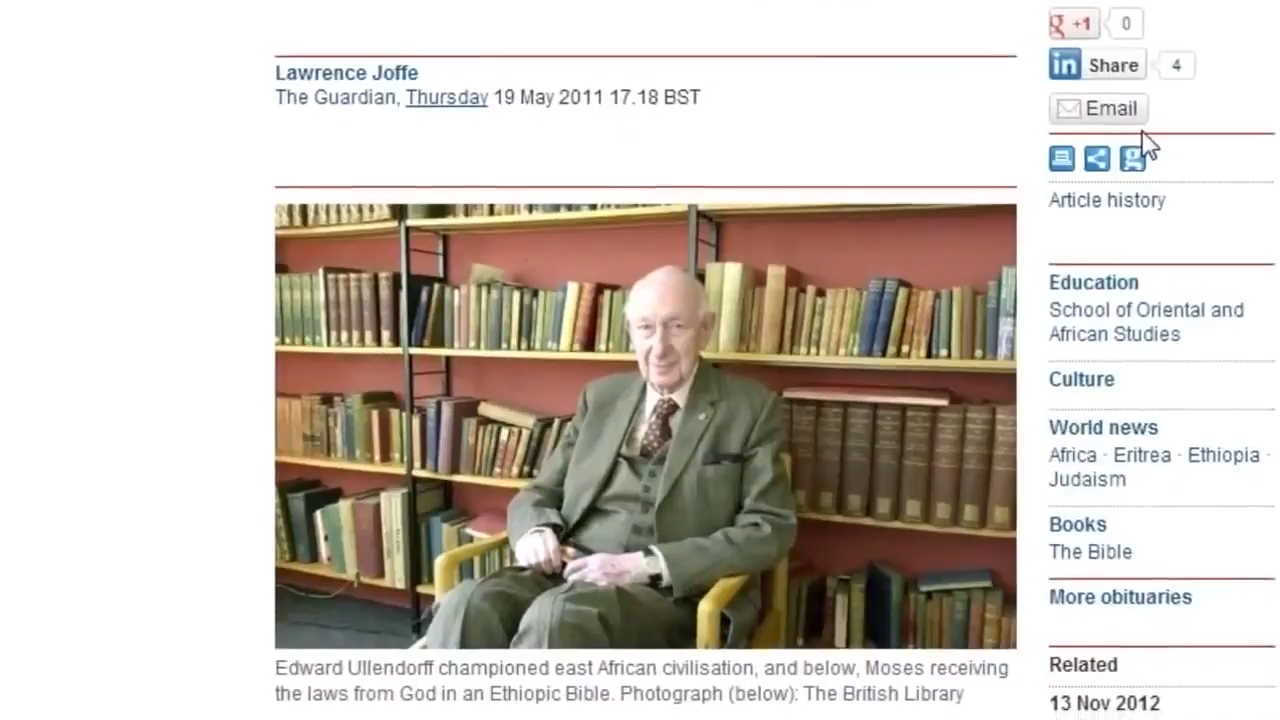 Lawrence Joffe
The Guardian, Thursday 19 May 2011 17.18 BST
Edward Ullendorff championed east African civilisation, and below, Moses receiving
the laws from God in an Ethiopic Bible. Photograph (below): The British Library
g +1 0
in Share 4
Email
g
Article history
Education
School of Oriental and
African Studies
Culture
World news
Africa · Eritrea · Ethiopia ·
Judaism
Books
The Bible
More obituaries
Related
13 Nov 2012